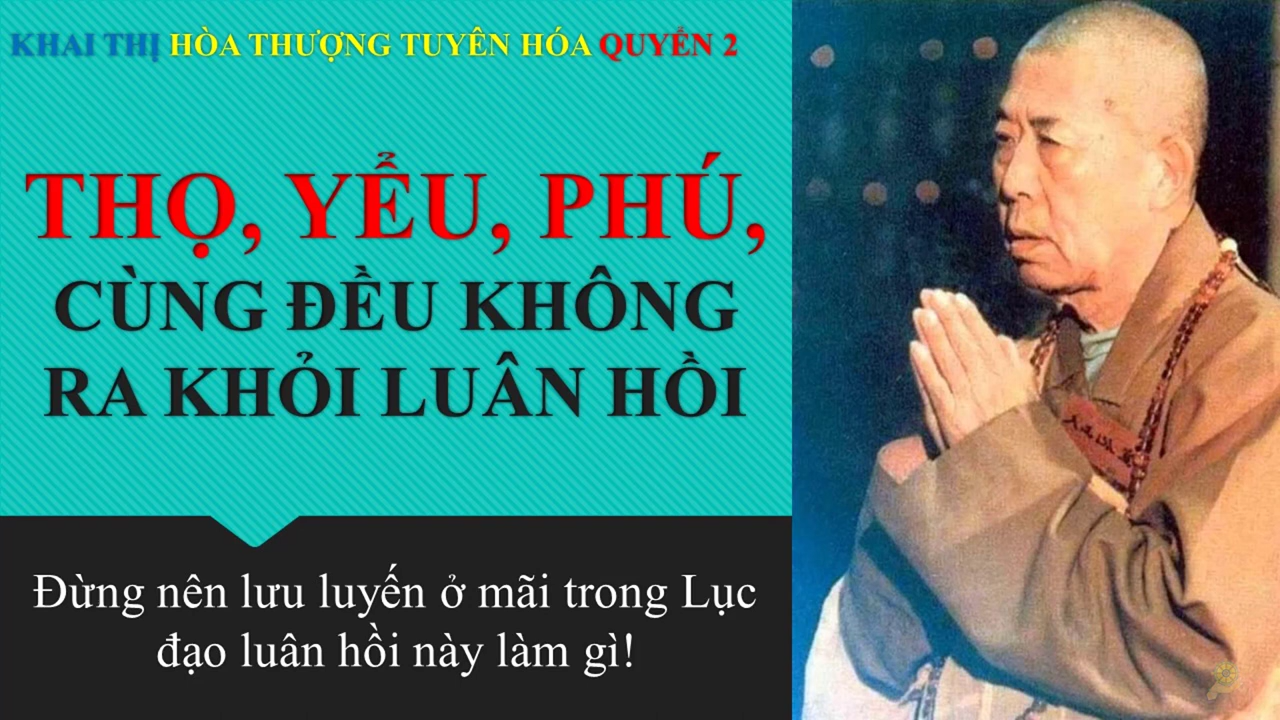 KHAI THỊ HÒA THƯỢNG TUYÊN HÓA QUYỂN 2
THỌ, YỂU, PHÚ,
CÙNG ĐỀU KHÔNG
RA KHỎI LUÂN HỒI
Đừng nên lưu luyến ở mãi trong Lục
đạo luân hồi này làm gì!